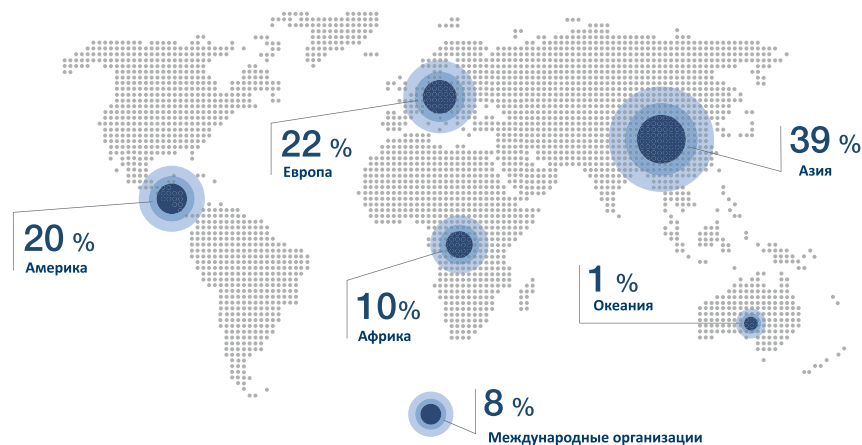 22 %
Европа
39 %
Азия
20 %
Америка
10%
Африка
1 %
Океания
8 %
Международные организации